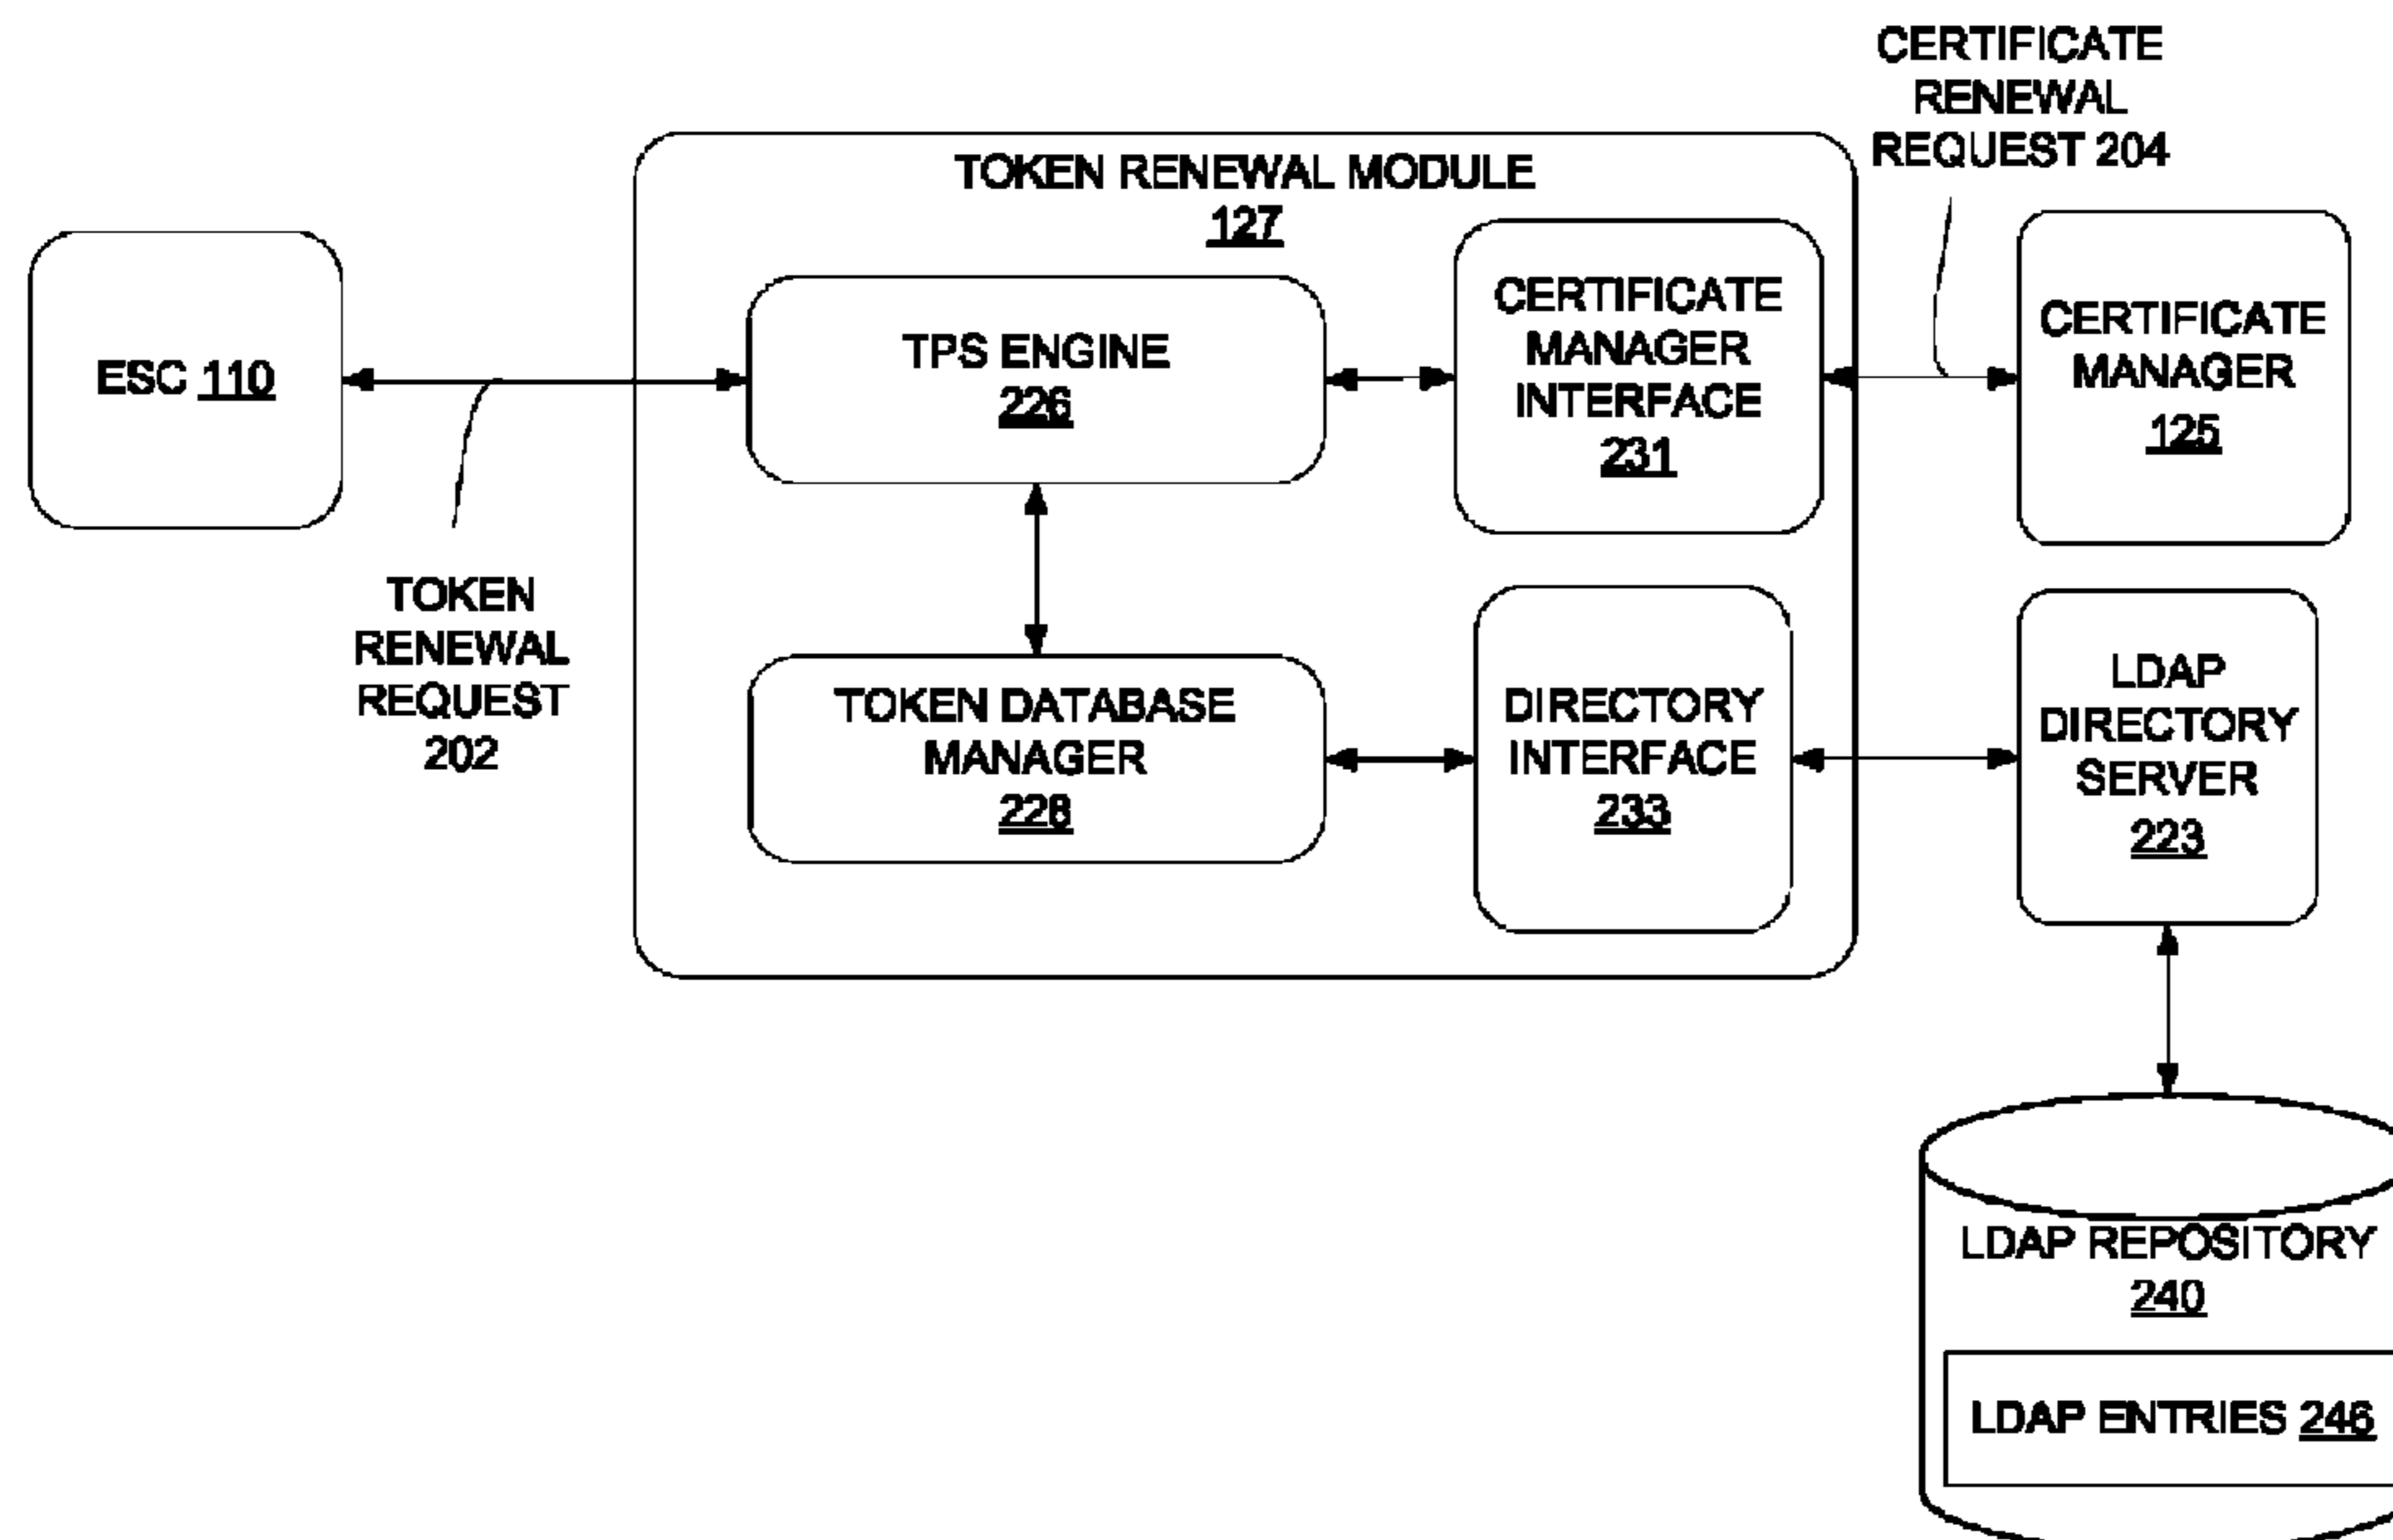 CERTIFICATE
RENEWAL
REQUEST 204
TOKEN RENEWAL MODULE
127
ESC 110
TPS ENGINE
226
CERTIFICATE
MANAGER
INTERFACE
231
CERTIFICATE
MANAGER
125
TOKEN
RENEWAL
REQUEST
202
TOKEN DATABASE
MANAGER
228
DIRECTORY
INTERFACE
233
LDAP
DIRECTORY
SERVER
223
LDAP REPOSITORY
240
LDAP ENTRIES 246